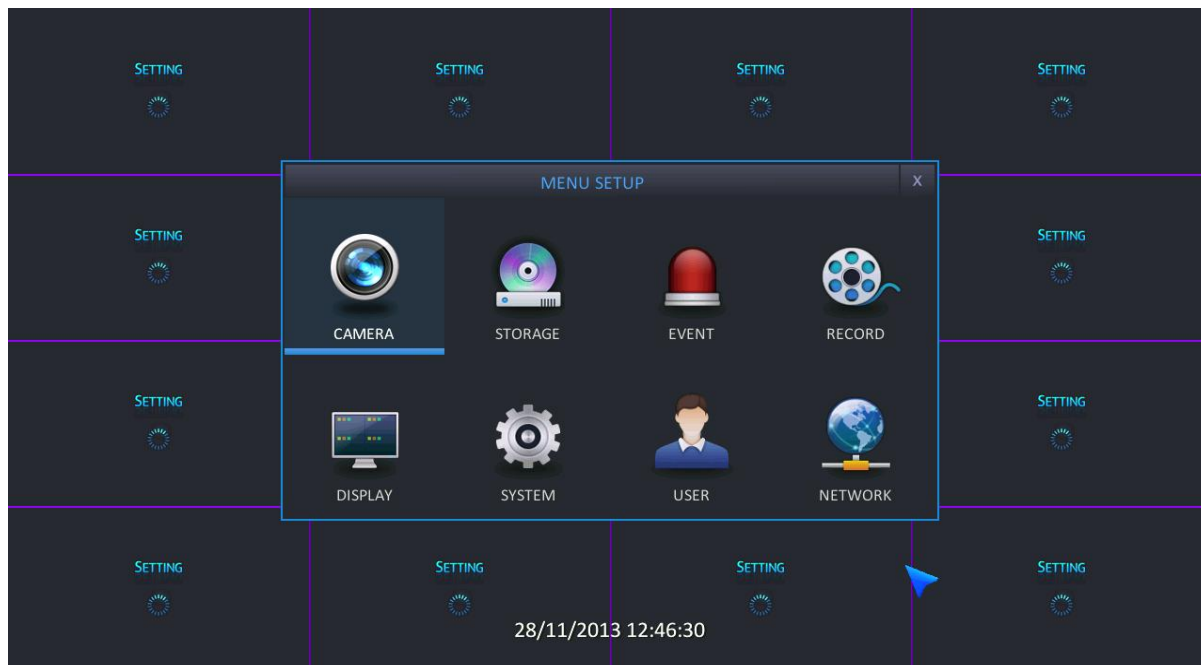 SETTING SETTING SETTING SETTING
MENU SETUP X
SETTING SETTING
CAMERA STORAGE EVENT RECORD
SETTING SETTING
DISPLAY SYSTEM USER NETWORK
SETTING SETTING SETTING SETTING
28/11/2013 12:46:30